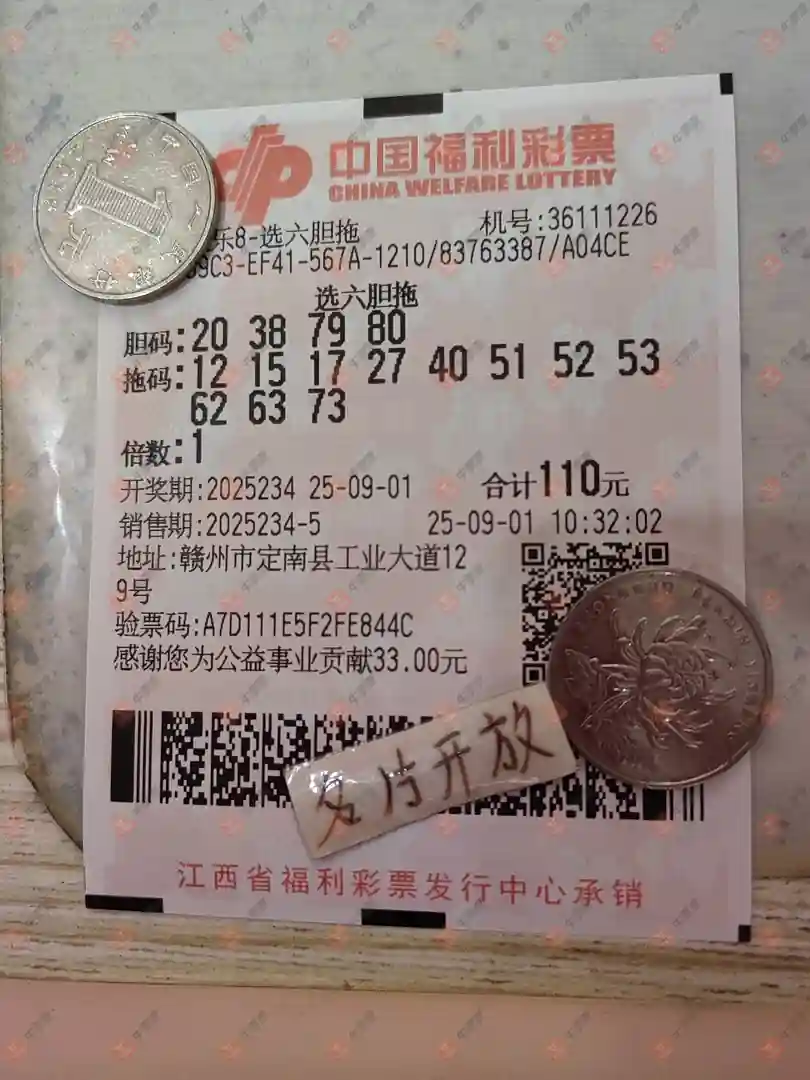 中国福利彩票
CHINA WELFARE LOTTERY
乐8-选六胆拖 机号:36111226
9C3-EF41-567A-1210/83763387/A04CE
选六胆拖
胆码:20 38 79 80
拖码:12 15 17 27 40 51 52 53
62 63 73
倍数:1
开奖期:2025234 25-09-01 合计110元
销售期:2025234-5 25-09-01 10:32:02
地址:赣州市定南县工业大道12
9号
验票码:A7D111E5F2FE844C
感谢您为公益事业贡献33.00元
名片开放
江西省福利彩票发行中心承销
1
元